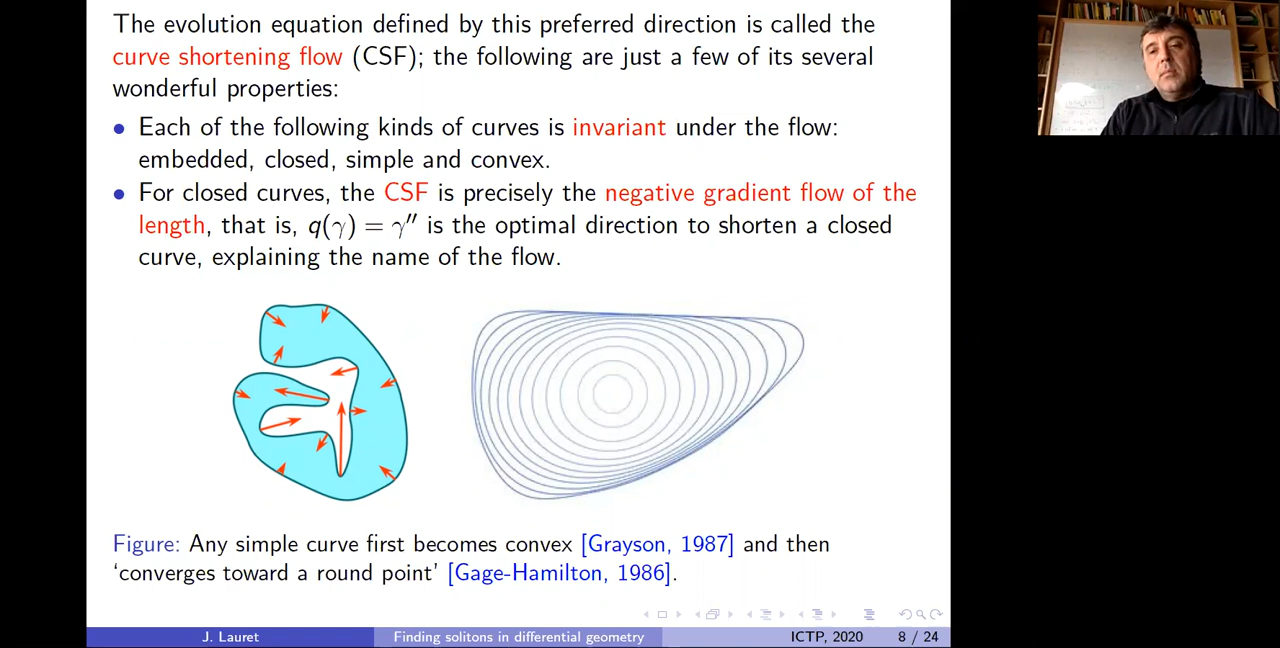 The evolution equation defined by this preferred direction is called the
curve shortening flow (CSF); the following are just a few of its several
wonderful properties:
• Each of the following kinds of curves is invariant under the flow:
embedded, closed, simple and convex.
• For closed curves, the CSF is precisely the negative gradient flow of the
length, that is, q(γ) = γ′′ is the optimal direction to shorten a closed
curve, explaining the name of the flow.
Figure: Any simple curve first becomes convex [Grayson, 1987] and then
‘converges toward a round point’ [Gage-Hamilton, 1986].
J. Lauret Finding solitons in differential geometry ICTP, 2020 8 / 24